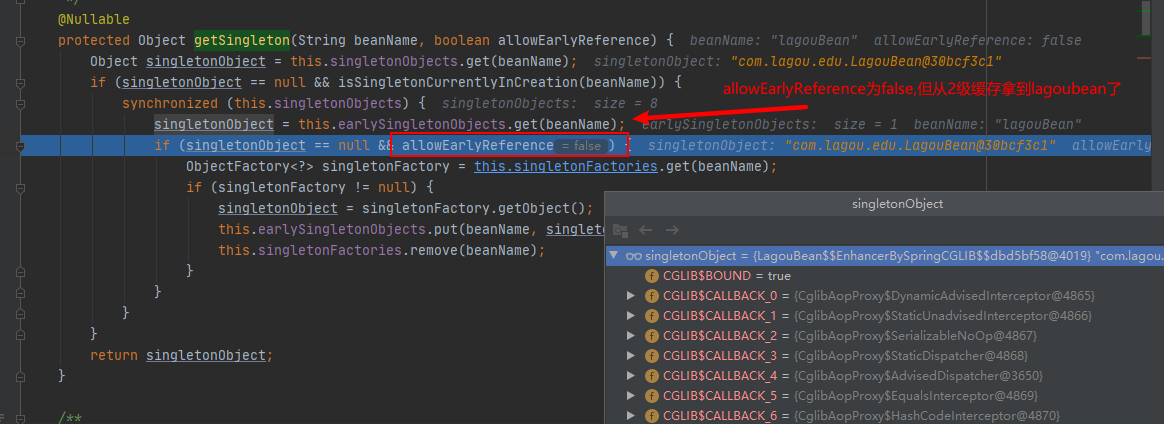 */
@Nullable
protected Object getSingleton(String beanName, boolean allowEarlyReference) {  beanName: "lagouBean"  allowEarlyReference: false
Object singletonObject = this.singletonObjects.get(beanName);  singletonObject: "com.lagou.edu.LagouBean@30bcf3c1"
if (singletonObject == null && isSingletonCurrentlyInCreation(beanName)) {
allowEarlyReference为false,但从2级缓存拿到lagoubean了
synchronized (this.singletonObjects) {  singletonObjects:  size = 8
singletonObject = this.earlySingletonObjects.get(beanName);  earlySingletonObjects:  size = 1  beanName: "lagouBean"
if (singletonObject == null && allowEarlyReference = false ) {  singletonObject: "com.lagou.edu.LagouBean@30bcf3c1"  allowEarly
ObjectFactory<?> singletonFactory = this.singletonFactories.get(beanName);
if (singletonFactory != null) {
singletonObject = singletonFactory.getObject();
this.earlySingletonObjects.put(beanName, singlet
this.singletonFactories.remove(beanName);
}
}
}
}
return singletonObject;
}
/**
singletonObject
singletonObject = {LagouBean$$EnhancerBySpringCGLIB$$dbd5bf58@4019} "com.lagou.
CGLIB$BOUND = true
CGLIB$CALLBACK_0 = {CglibAopProxy$DynamicAdvisedInterceptor@4865}
CGLIB$CALLBACK_1 = {CglibAopProxy$StaticUnadvisedInterceptor@4866}
CGLIB$CALLBACK_2 = {CglibAopProxy$SerializableNoOp@4867}
CGLIB$CALLBACK_3 = {CglibAopProxy$StaticDispatcher@4868}
CGLIB$CALLBACK_4 = {CglibAopProxy$AdvisedDispatcher@3650}
CGLIB$CALLBACK_5 = {CglibAopProxy$EqualsInterceptor@4869}
CGLIB$CALLBACK_6 = {CglibAopProxy$HashCodeInterceptor@4870}